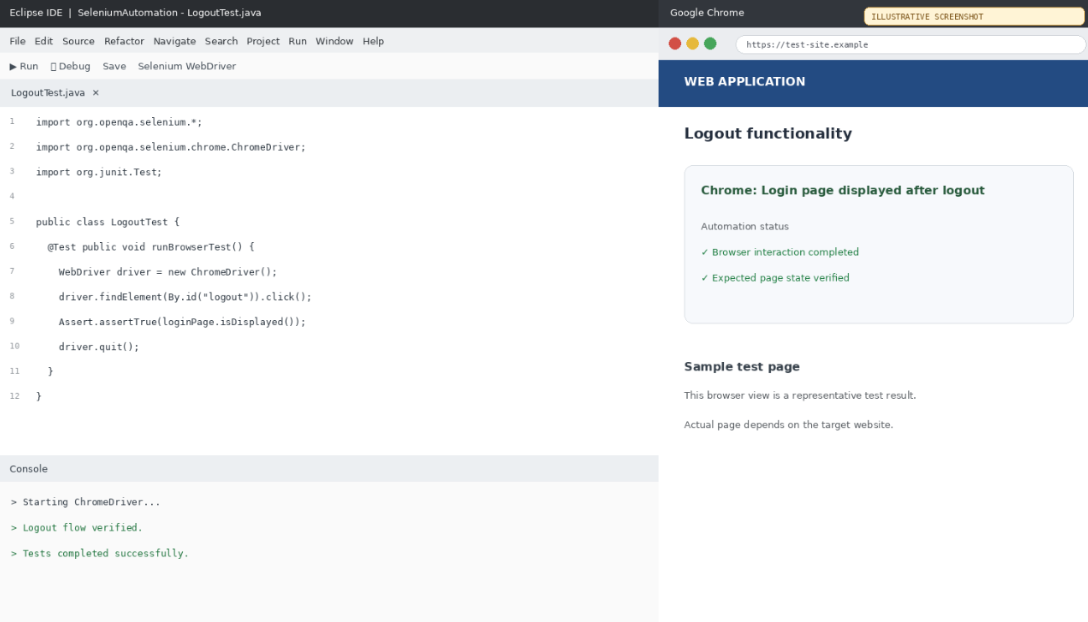 Eclipse IDE | SeleniumAutomation - LogoutTest.java
File Edit Source Refactor Navigate Search Project Run Window Help
▶ Run ▯ Debug Save Selenium WebDriver
LogoutTest.java ✕
1 import org.openqa.selenium.*;
2 import org.openqa.selenium.chrome.ChromeDriver;
3 import org.junit.Test;
4
5 public class LogoutTest {
6 @Test public void runBrowserTest() {
7 WebDriver driver = new ChromeDriver();
8 driver.findElement(By.id("logout")).click();
9 Assert.assertTrue(loginPage.isDisplayed());
10 driver.quit();
11 }
12 }
Console
> Starting ChromeDriver...
> Logout flow verified.
> Tests completed successfully.
Google Chrome
ILLUSTRATIVE SCREENSHOT
https://test-site.example
WEB APPLICATION
Logout functionality
Chrome: Login page displayed after logout
Automation status
✓ Browser interaction completed
✓ Expected page state verified
Sample test page
This browser view is a representative test result.
Actual page depends on the target website.